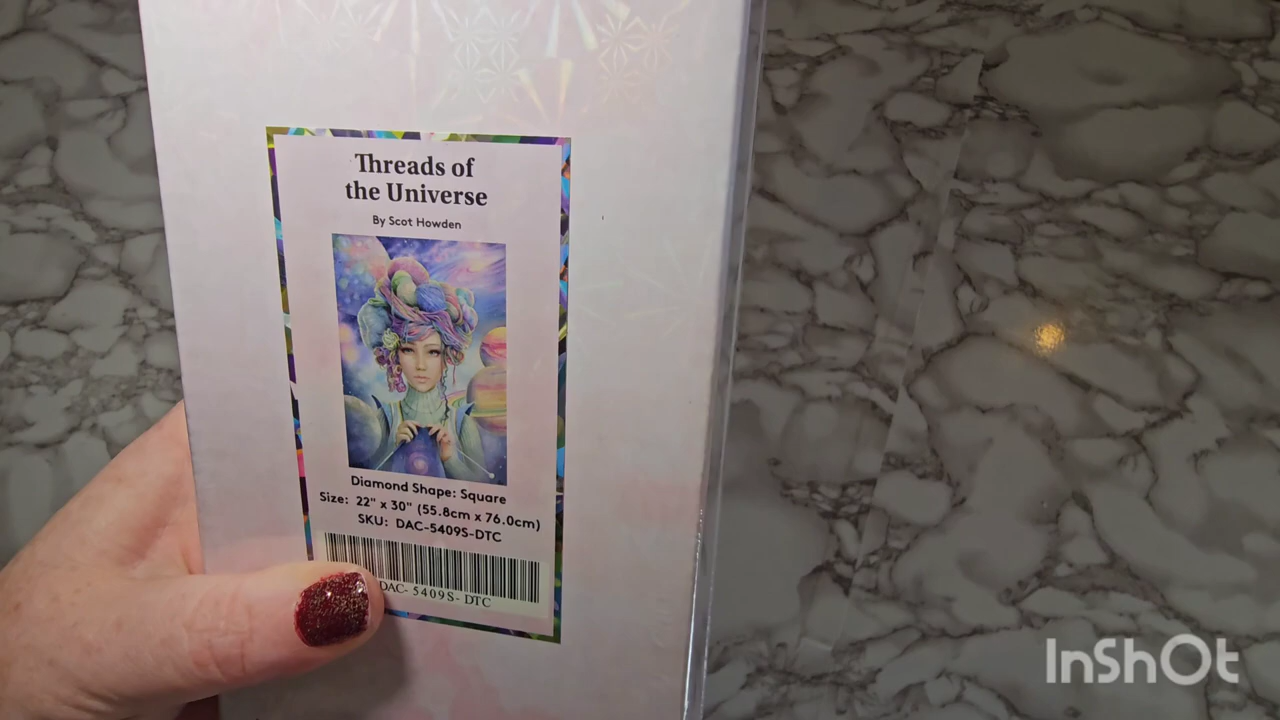 Threads of
the Universe
By Scot Howden
Diamond Shape: Square
Size: 22" x 30" (55.8cm x 76.0cm)
SKU: DAC-5409S-DTC
DAC- 5409S- DTC
InShOt